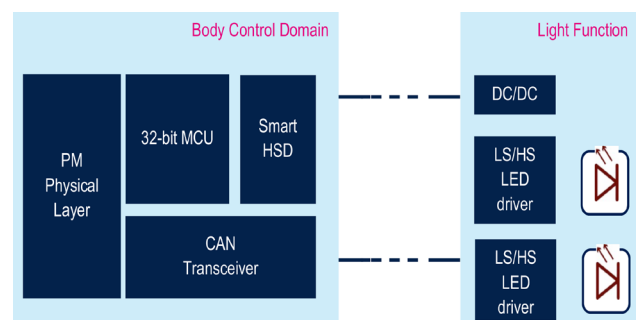 Body Control Domain
PM
Physical
Layer
32-bit MCU
Smart
HSD
CAN
Transceiver
Light Function
DC/DC
LS/HS
LED
driver
LS/HS
LED
driver